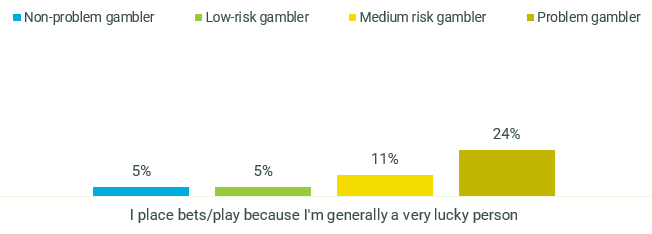 Non-problem gambler Low-risk gambler Medium risk gambler Problem gambler
24%
11%
5% 5%
I place bets/play because I'm generally a very lucky person